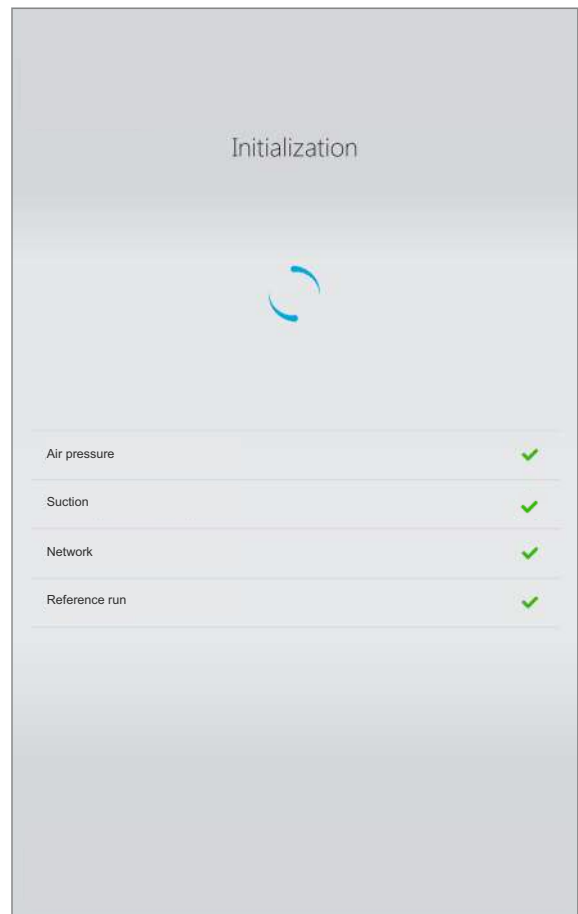 Initialization
Air pressure
Suction
Network
Reference run